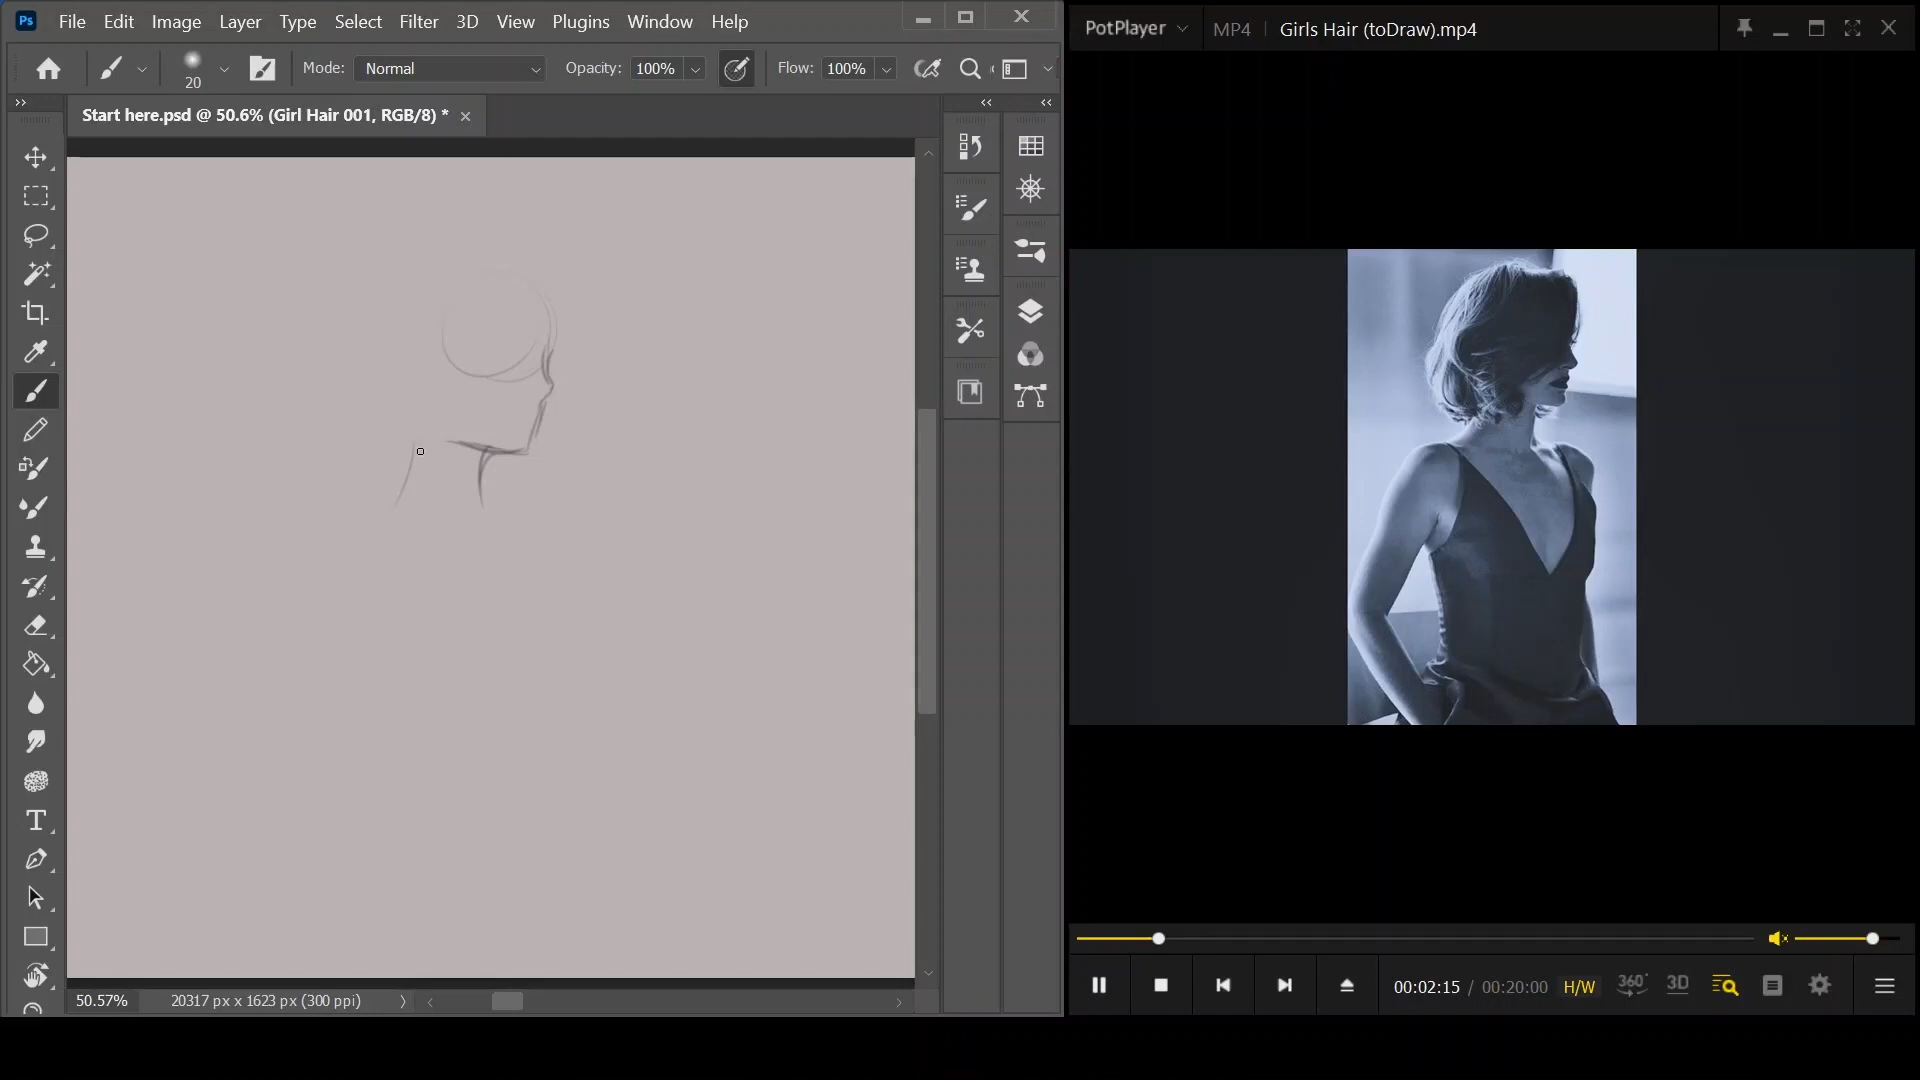 Ps File Edit Image Layer Type Select Filter 3D View Plugins Window Help
20 Mode: Normal Opacity: 100% Flow: 100%
Start here.psd @ 50.6% (Girl Hair 001, RGB/8) *
50.57% 20317 px x 1623 px (300 ppi)
PotPlayer MP4 Girls Hair (toDraw).mp4
00:02:15 / 00:20:00 H/W 360° 3D